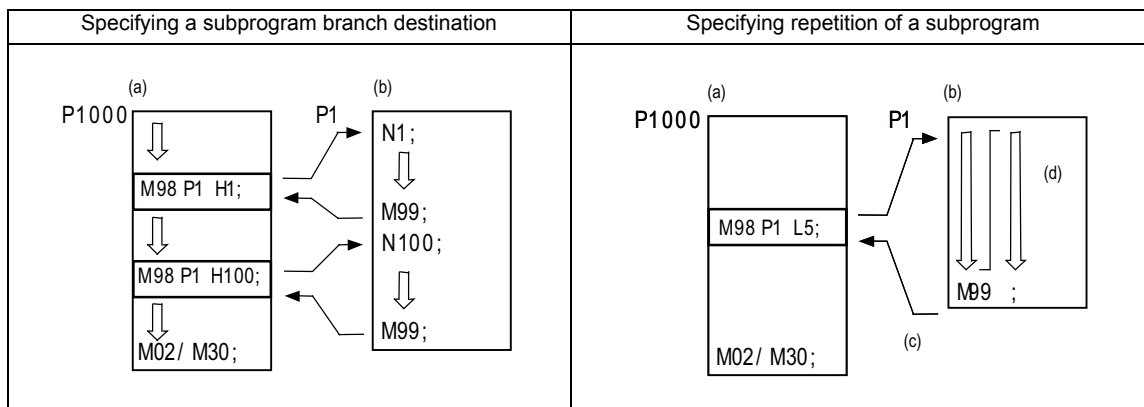 Specifying a subprogram branch destination
Specifying repetition of a subprogram
(a)
(b)
P1000
P1
N1;
M98 P1 H1;
M99;
N100;
M98 P1 H100;
M99;
M02/ M30;
(a)
(b)
P1000
P1
(d)
M98 P1 L5;
M99 ;
(c)
M02/ M30;